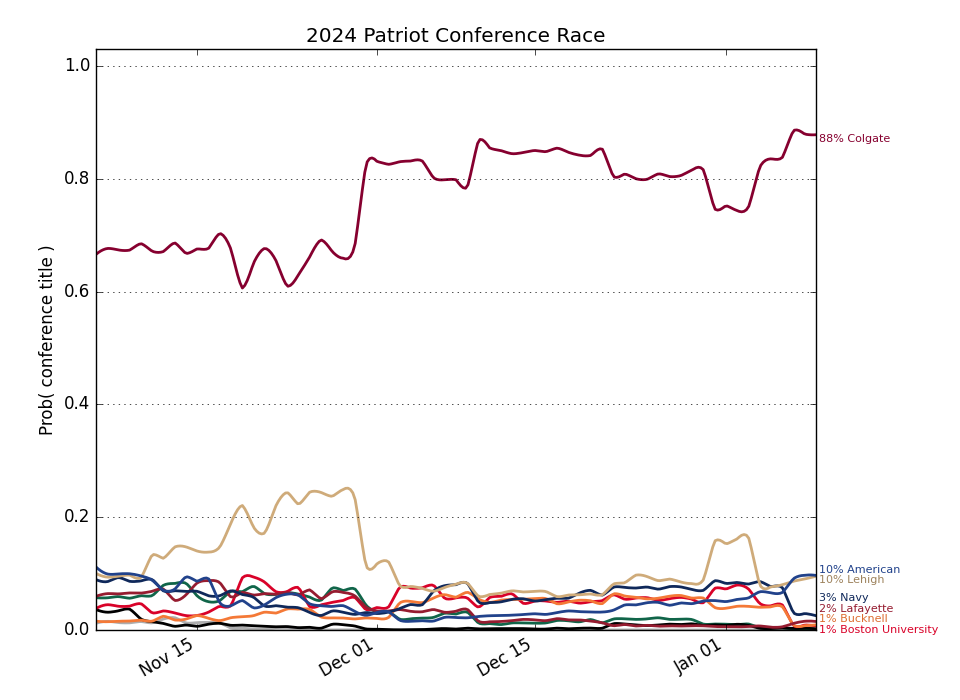 2024 Patriot Conference Race
Prob( conference title )
1.0
0.8
0.6
0.4
0.2
0.0
Nov 15
Dec 01
Dec 15
Jan 01
88% Colgate
10% American
10% Lehigh
3% Navy
2% Lafayette
1% Bucknell
1% Boston University